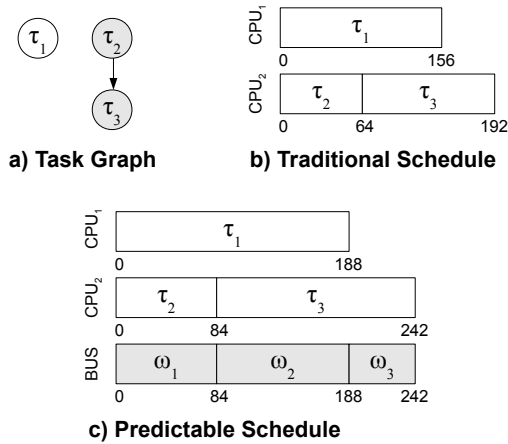 τ₁ τ₂
τ₃
a) Task Graph
CPU₁ τ₁
0 156
CPU₂ τ₂ τ₃
0 64 192
b) Traditional Schedule
CPU₁ τ₁
0 188
CPU₂ τ₂ τ₃
0 84 242
BUS ω₁ ω₂ ω₃
0 84 188 242
c) Predictable Schedule